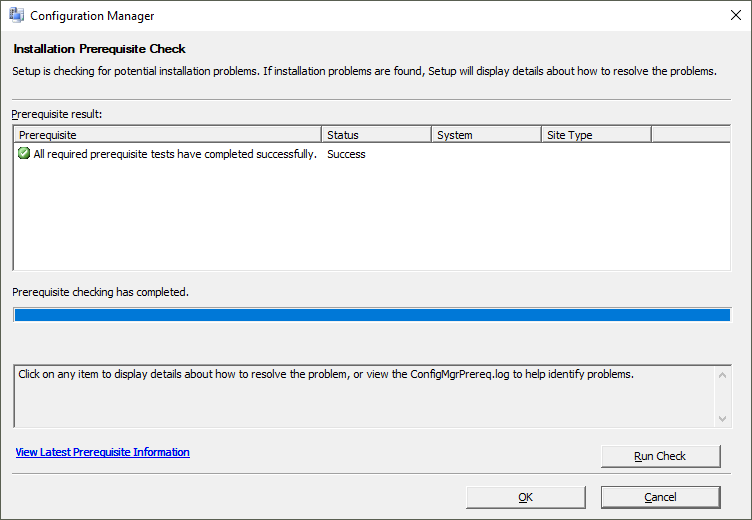 Configuration Manager
Installation Prerequisite Check
Setup is checking for potential installation problems. If installation problems are found, Setup will display details about how to resolve the problems.
Prerequisite result:
Prerequisite Status System Site Type
All required prerequisite tests have completed successfully. Success
Prerequisite checking has completed.
Click on any item to display details about how to resolve the problem, or view the ConfigMgrPrereq.log to help identify problems.
View Latest Prerequisite Information
Run Check
OK Cancel